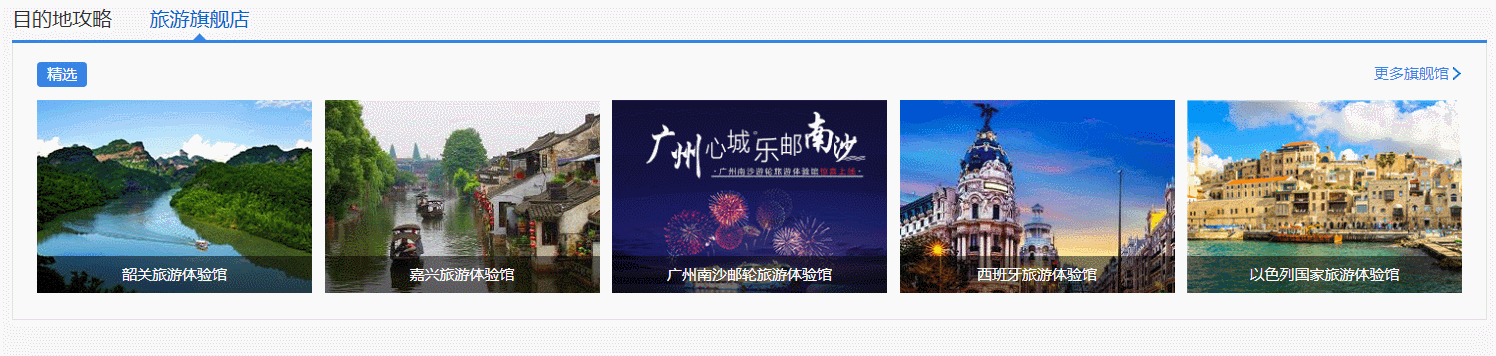 目的地攻略
旅游旗舰店
精选
更多旗舰馆
广州心城 乐邮南沙
·广州南沙游轮旅游体验馆惊喜上线·
韶关旅游体验馆
嘉兴旅游体验馆
广州南沙邮轮旅游体验馆
西班牙旅游体验馆
以色列国家旅游体验馆